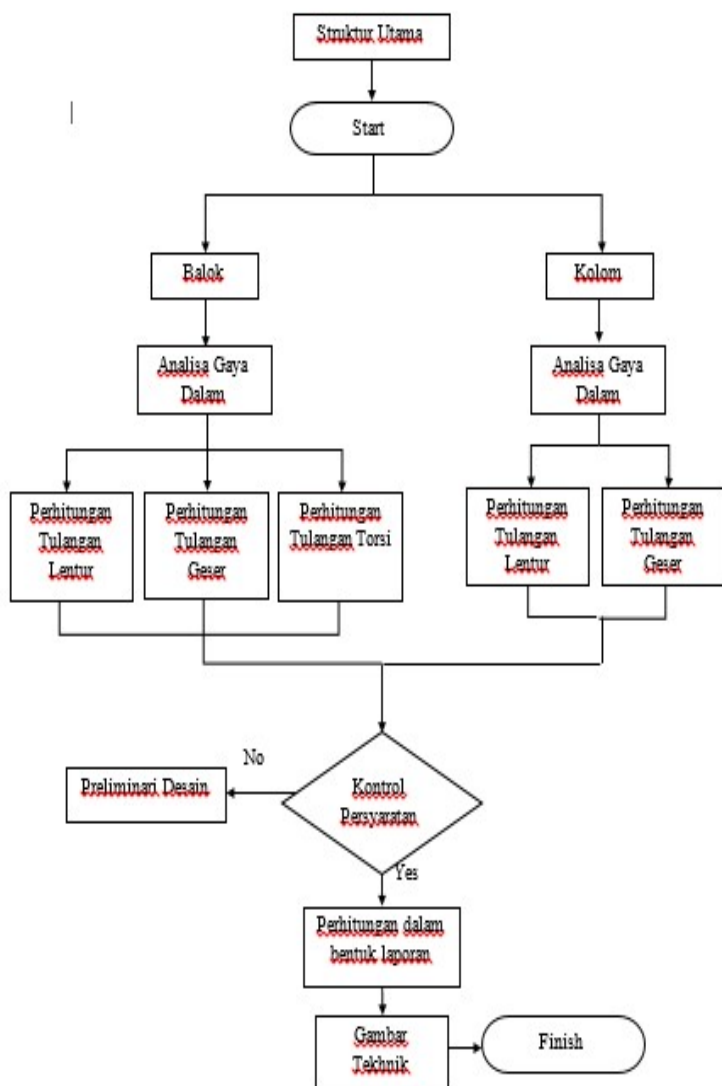 Struktur Utama
Start
Balok
Kolom
Analisa Gaya
Dalam
Analisa Gaya
Dalam
Perhitungan
Tulangan
Lentur
Perhitungan
Tulangan
Geser
Perhitungan
Tulangan Torsi
Perhitungan
Tulangan
Lentur
Perhitungan
Tulangan
Geser
No
Preliminari Desain
Kontrol
Persyaratan
Yes
Perhitungan dalam
bentuk laporan
Gambar
Tekhnik
Finish